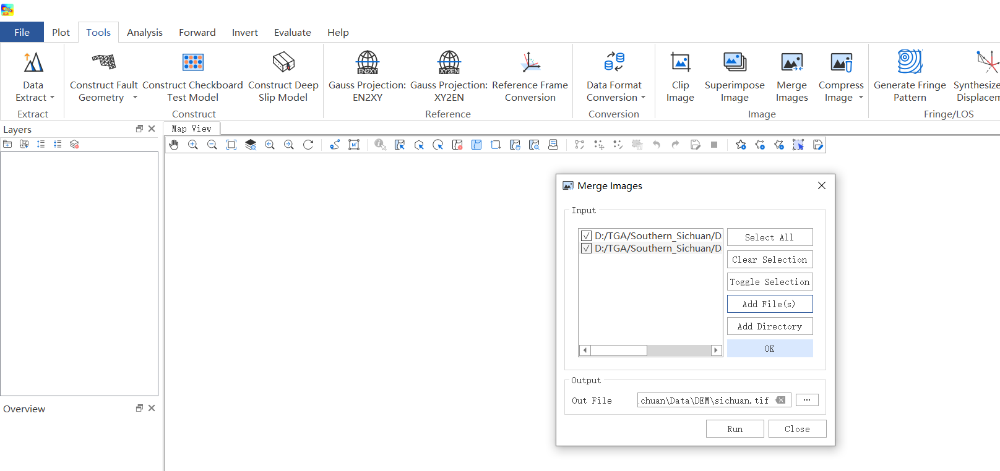 File Plot Tools Analysis Forward Invert Evaluate Help
Data Extract
Construct Fault Geometry
Construct Checkboard Test Model
Construct Deep Slip Model
Gauss Projection: EN2XY
Gauss Projection: XY2EN
Reference Frame Conversion
Data Format Conversion
Clip Image
Superimpose Image
Merge Images
Compress Image
Generate Fringe Pattern
Synthesize Displacem
Extract Construct Reference Conversion Image Fringe/LOS
EN2XY
XY2EN
Layers
Map View
Merge Images
Input
D:/TGA/Southern_Sichuan/D
D:/TGA/Southern_Sichuan/D
Select All
Clear Selection
Toggle Selection
Add File(s)
Add Directory
OK
Output
Out File
.chuan\Data\DEM\sichuan.tif
...
Run
Close
Overview